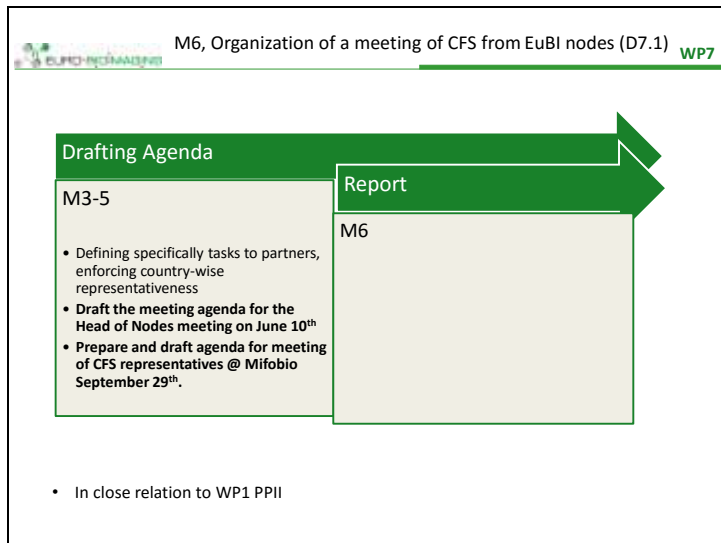 M6, Organization of a meeting of CFS from EuBI nodes (D7.1)
WP7
EURO-BIOIMAGING
Drafting Agenda
M3-5
• Defining specifically tasks to partners,
enforcing country-wise
representativeness
• Draft the meeting agenda for the
Head of Nodes meeting on June 10th
• Prepare and draft agenda for meeting
of CFS representatives @ Mifobio
September 29th.
Report
M6
• In close relation to WP1 PPII